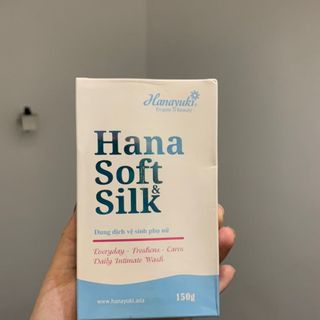 Hanayuki
Hana
Soft
&
Silk
Dung dịch vệ sinh phụ nữ
Everyday - Freshens - Cares
Daily Intimate Wash
www.hanayuki.asia
150g